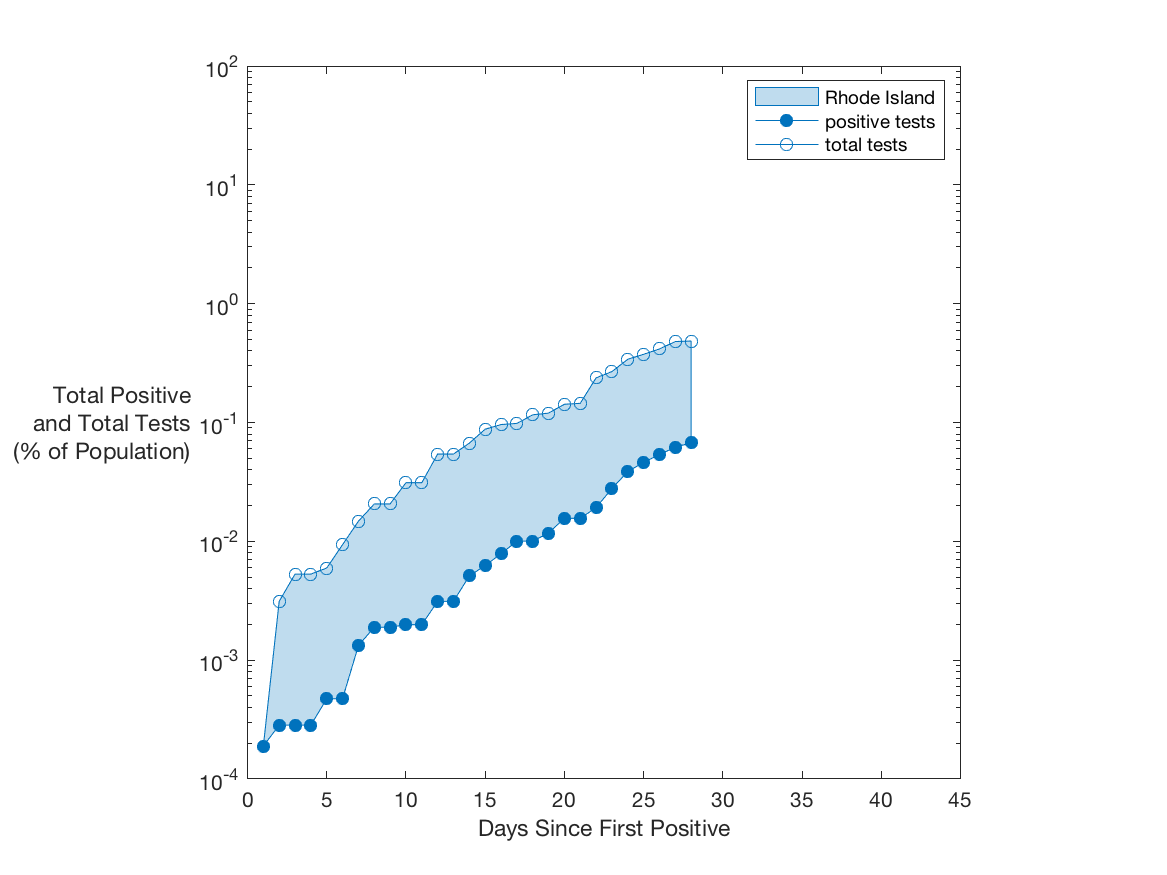 10^2
10^1
10^0
10^-1
10^-2
10^-3
10^-4
Total Positive
and Total Tests
(% of Population)
Rhode Island
positive tests
total tests
0 5 10 15 20 25 30 35 40 45
Days Since First Positive